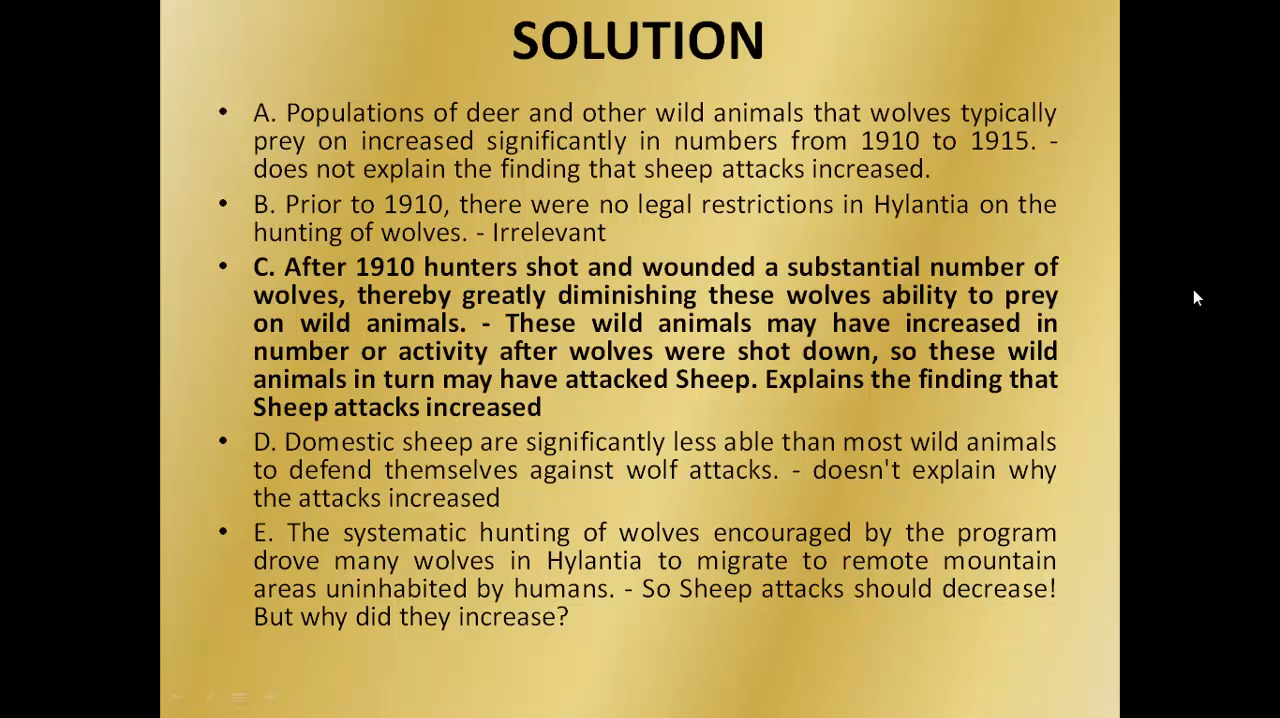 SOLUTION
• A. Populations of deer and other wild animals that wolves typically
prey on increased significantly in numbers from 1910 to 1915. -
does not explain the finding that sheep attacks increased.
• B. Prior to 1910, there were no legal restrictions in Hylantia on the
hunting of wolves. - Irrelevant
• C. After 1910 hunters shot and wounded a substantial number of
wolves, thereby greatly diminishing these wolves ability to prey
on wild animals. - These wild animals may have increased in
number or activity after wolves were shot down, so these wild
animals in turn may have attacked Sheep. Explains the finding that
Sheep attacks increased
• D. Domestic sheep are significantly less able than most wild animals
to defend themselves against wolf attacks. - doesn't explain why
the attacks increased
• E. The systematic hunting of wolves encouraged by the program
drove many wolves in Hylantia to migrate to remote mountain
areas uninhabited by humans. - So Sheep attacks should decrease!
But why did they increase?